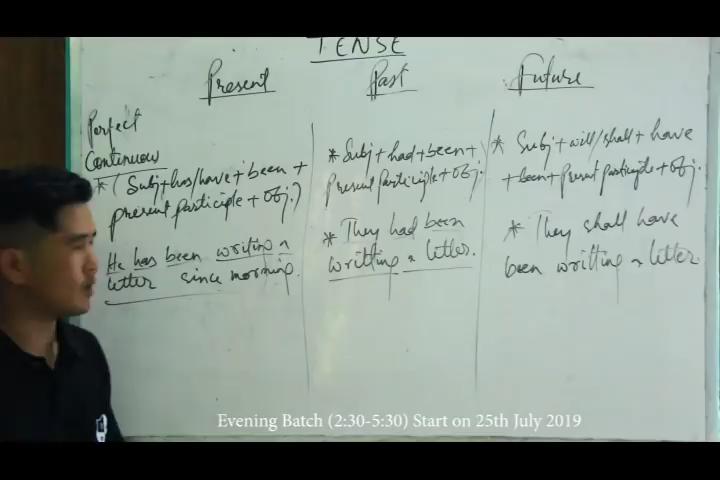 TENSE
Present
Past
Future
Perfect
Continuous
* (Subj+has/have+been+
present participle+obj.)
He has been writing a
letter since morning.
* Subj+had+been+
Present Participle+obj.
* They had been
writting a letter.
* Subj+will/shall+have
+been+Present participle+obj.
* They shall have
been writting a letter.
Evening Batch (2:30-5:30) Start on 25th July 2019